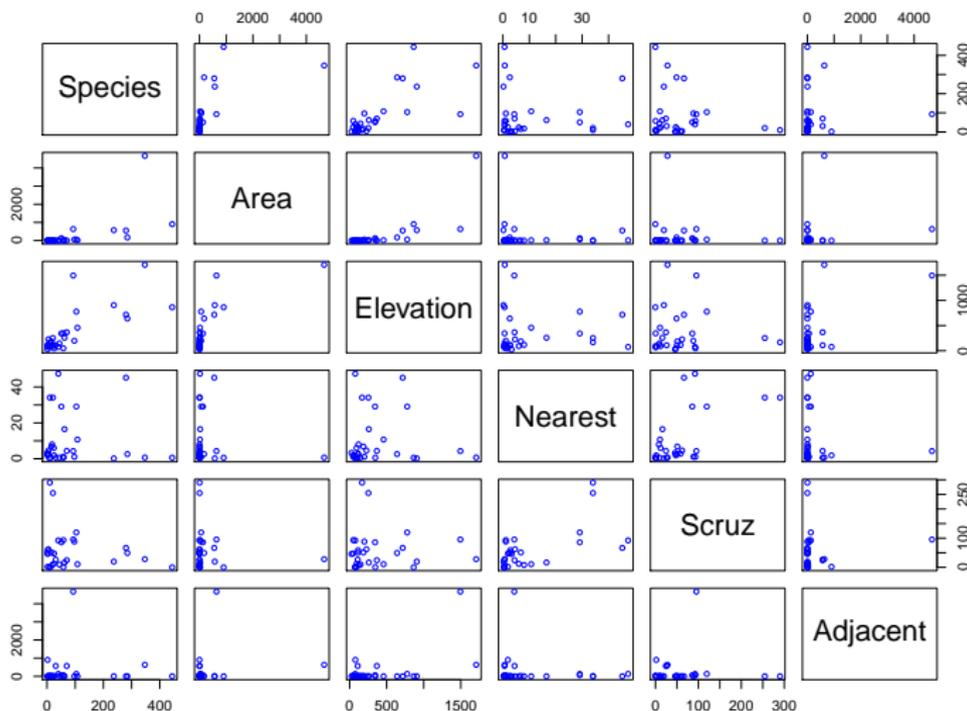 0 2000 4000 0 10 30 0 2000 4000
Species 0 200 400
0 2000 Area
Elevation 0 1000
0 20 40 Nearest
Scruz 0 100 250
0 2000 Adjacent
0 200 400 0 500 1500 0 100 200 300